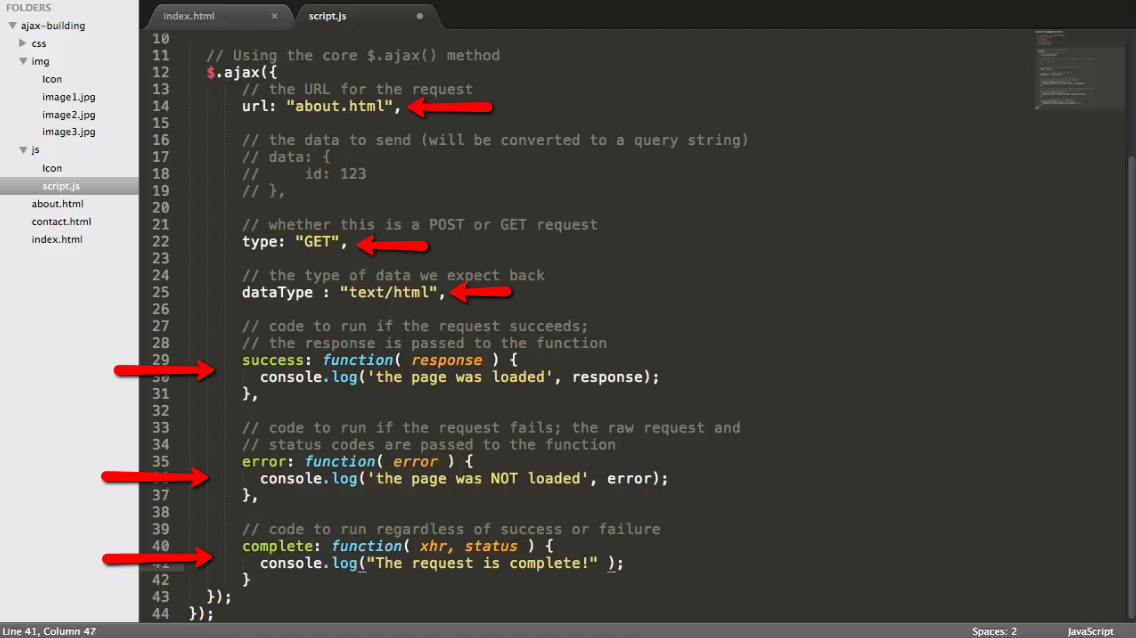 FOLDERS
ajax-building
css
img
Icon
image1.jpg
image2.jpg
image3.jpg
js
Icon
script.js
about.html
contact.html
index.html
index.html × script.js
10
11 // Using the core $.ajax() method
12 $.ajax({
13 // the URL for the request
14 url: "about.html",
15
16 // the data to send (will be converted to a query string)
17 // data: {
18 // id: 123
19 // },
20
21 // whether this is a POST or GET request
22 type: "GET",
23
24 // the type of data we expect back
25 dataType : "text/html",
26
27 // code to run if the request succeeds;
28 // the response is passed to the function
29 success: function( response ) {
30 console.log('the page was loaded', response);
31 },
32
33 // code to run if the request fails; the raw request and
34 // status codes are passed to the function
35 error: function( error ) {
console.log('the page was NOT loaded', error);
37 },
38
39 // code to run regardless of success or failure
40 complete: function( xhr, status ) {
41 console.log("The request is complete!" );
42 }
43 });
44 });
Line 41, Column 47 Spaces: 2 JavaScript